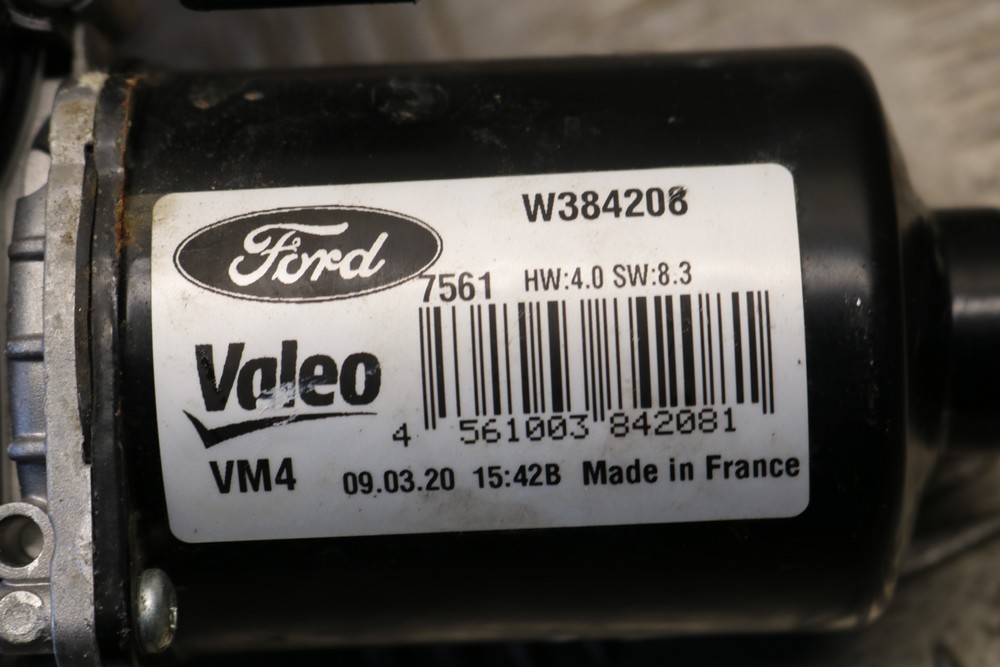 W384208
Ford
7561 HW:4.0 SW:8.3
Valeo
4 561003 842081
VM4 09.03.20 15:42B Made in France